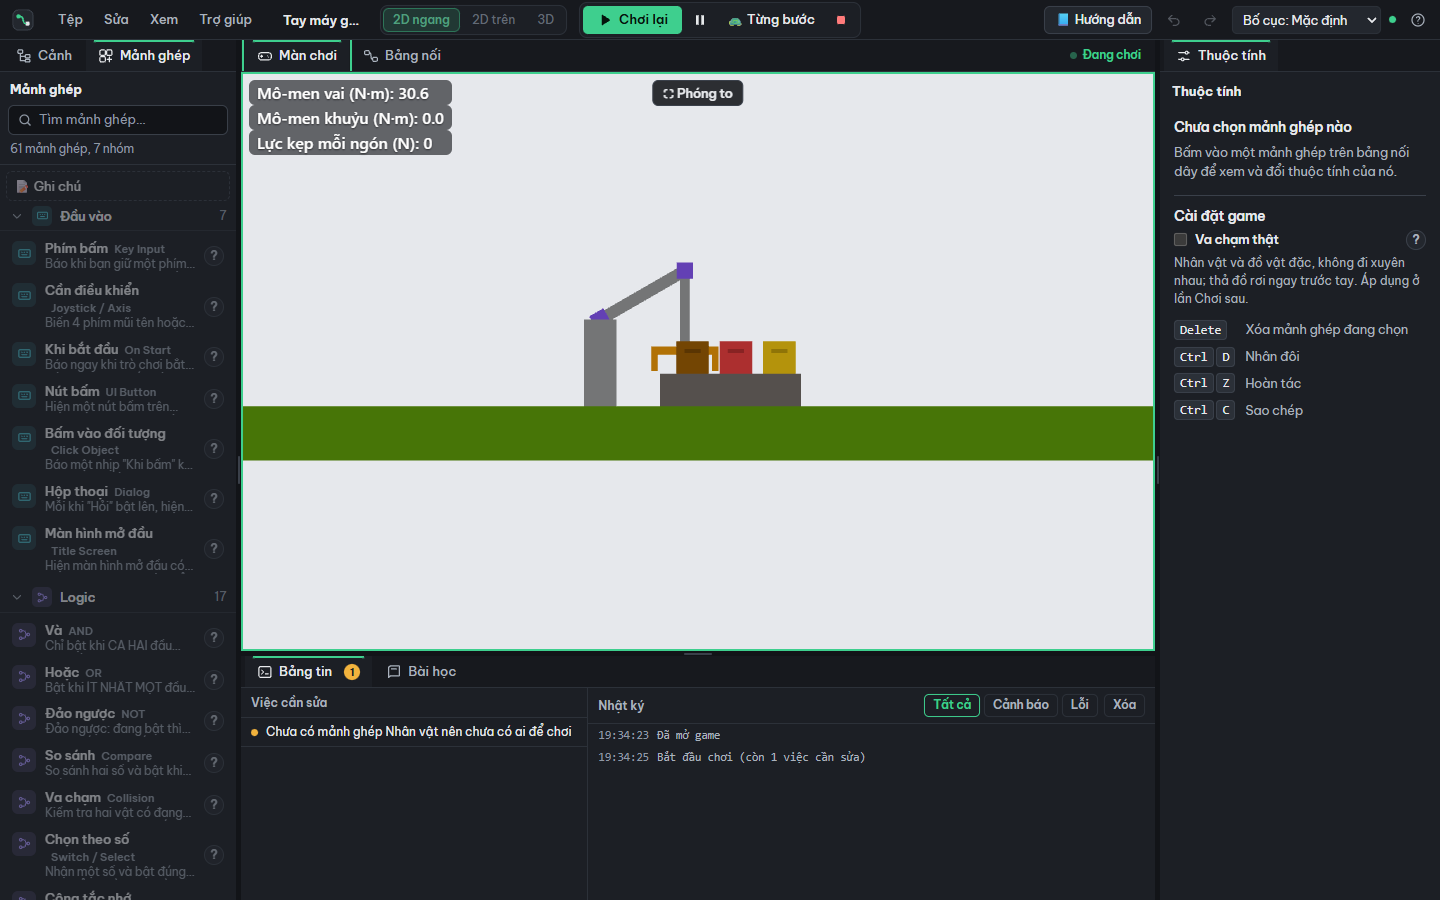 Tệp Sửa Xem Trợ giúp Tay máy g... 2D ngang 2D trên 3D Chơi lại Từng bước Hướng dẫn Bố cục: Mặc định
Cảnh Mảnh ghép
Màn chơi Bảng nối Đang chơi
Thuộc tính
Mảnh ghép
Tìm mảnh ghép...
61 mảnh ghép, 7 nhóm
Ghi chú
Đầu vào 7
Phím bấm Key Input
Báo khi bạn giữ một phím...
Cần điều khiển
Joystick / Axis
Biến 4 phím mũi tên hoặc...
Khi bắt đầu On Start
Báo ngay khi trò chơi bắt...
Nút bấm UI Button
Hiện một nút bấm trên...
Bấm vào đối tượng
Click Object
Báo một nhịp "Khi bấm" k...
Hộp thoại Dialog
Mỗi khi "Hỏi" bật lên, hiện...
Màn hình mở đầu
Title Screen
Hiện màn hình mở đầu có...
Logic 17
Và AND
Chỉ bật khi CẢ HAI đầu...
Hoặc OR
Bật khi ÍT NHẤT MỘT đầu...
Đảo ngược NOT
Đảo ngược: đang bật thì...
So sánh Compare
So sánh hai số và bật khi...
Va chạm Collision
Kiểm tra hai vật có đang...
Chọn theo số
Switch / Select
Nhận một số và bật đúng...
Công tắc nhớ
Mô-men vai (N·m): 30.6
Mô-men khuỷu (N·m): 0.0
Lực kẹp mỗi ngón (N): 0
Phóng to
Bảng tin 1 Bài học
Việc cần sửa
Chưa có mảnh ghép Nhân vật nên chưa có ai để chơi
Nhật ký Tất cả Cảnh báo Lỗi Xóa
19:34:23 Đã mở game
19:34:25 Bắt đầu chơi (còn 1 việc cần sửa)
Thuộc tính
Chưa chọn mảnh ghép nào
Bấm vào một mảnh ghép trên bảng nối
dây để xem và đổi thuộc tính của nó.
Cài đặt game
Va chạm thật ?
Nhân vật và đồ vật đặc, không đi xuyên
nhau; thả đồ rơi ngay trước tay. Áp dụng ở
lần Chơi sau.
Delete Xóa mảnh ghép đang chọn
Ctrl D Nhân đôi
Ctrl Z Hoàn tác
Ctrl C Sao chép